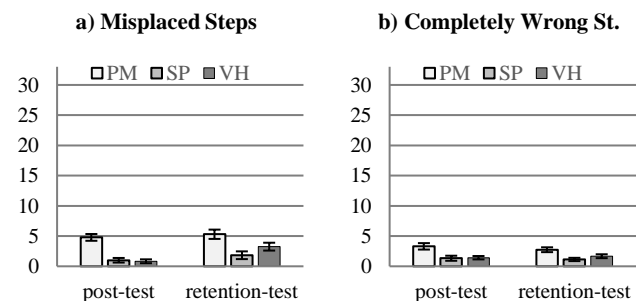 a) Misplaced Steps
30
25
20
15
10
5
0
PM SP VH
post-test retention-test
b) Completely Wrong St.
30
25
20
15
10
5
0
PM SP VH
post-test retention-test